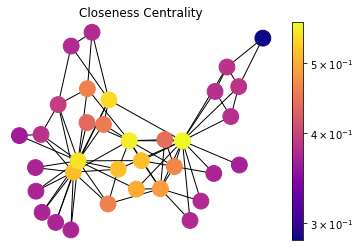 Closeness Centrality
5 × 10⁻¹
4 × 10⁻¹
3 × 10⁻¹